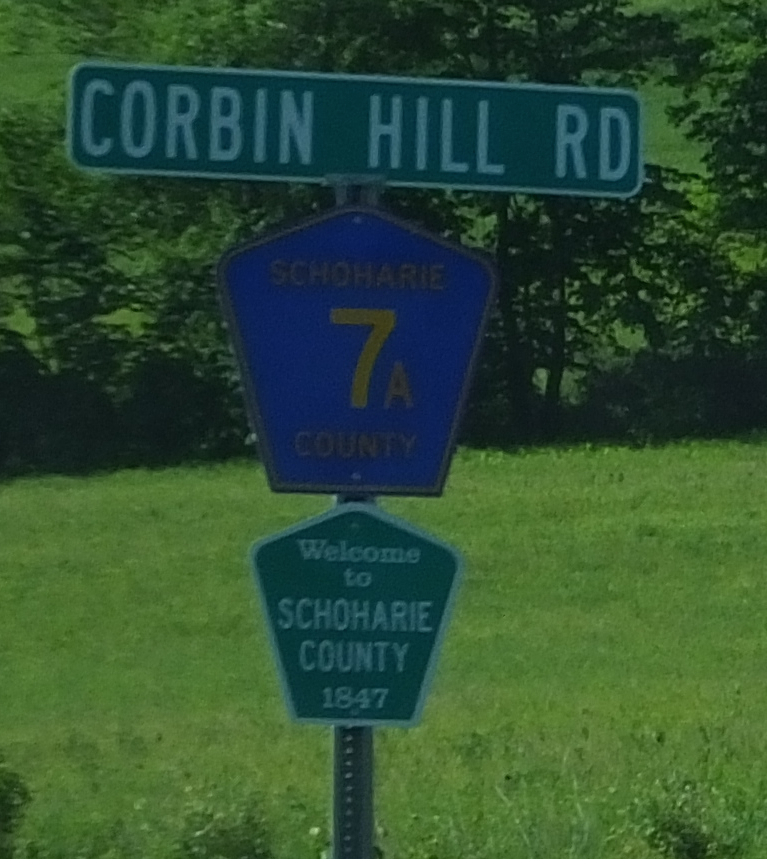 CORBIN HILL RD
SCHOHARIE
7A
COUNTY
Welcome
to
SCHOHARIE
COUNTY
1847